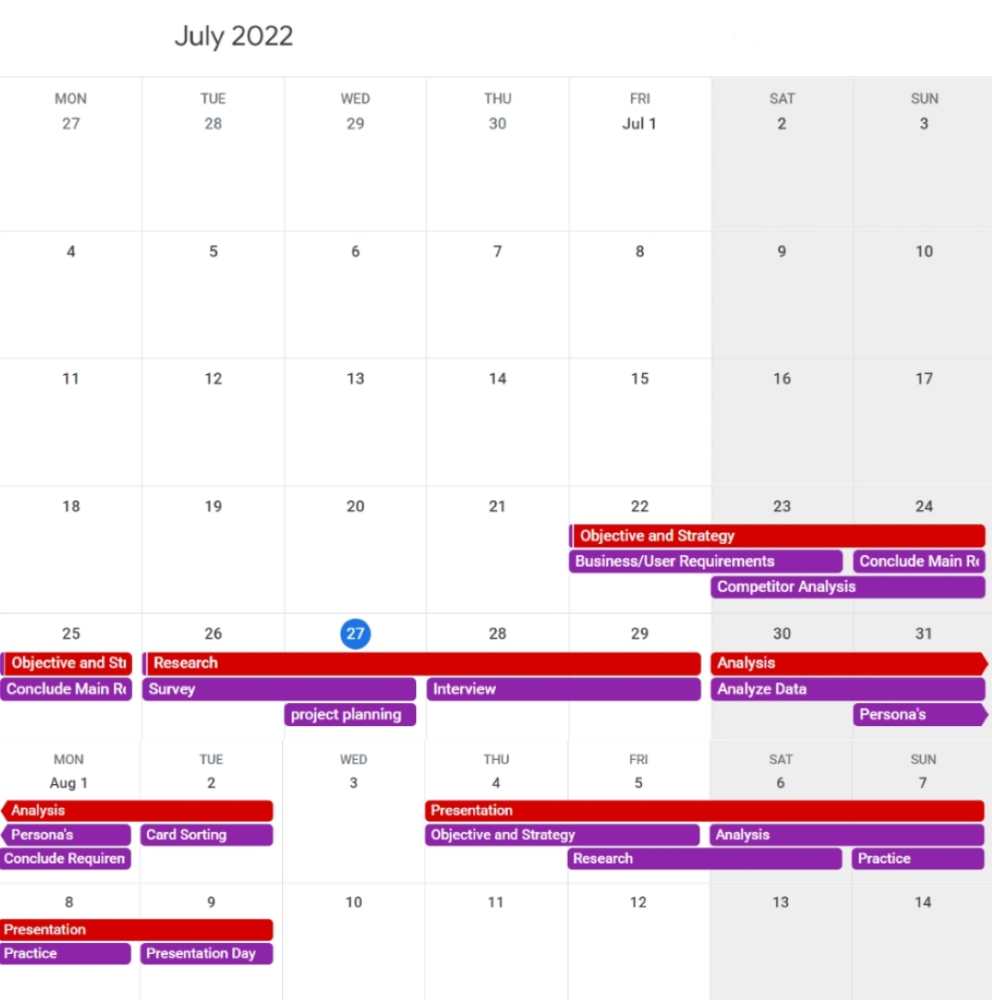 July 2022
MON TUE WED THU FRI SAT SUN
27 28 29 30 Jul 1 2 3
4 5 6 7 8 9 10
11 12 13 14 15 16 17
18 19 20 21 22 23 24
Objective and Strategy
Business/User Requirements Conclude Main Re
Competitor Analysis
25 26 27 28 29 30 31
Objective and Str Research Analysis
Conclude Main Re Survey Interview Analyze Data
project planning Persona's
MON TUE WED THU FRI SAT SUN
Aug 1 2 3 4 5 6 7
Analysis Presentation
Persona's Card Sorting Objective and Strategy Analysis
Conclude Requiren Research Practice
8 9 10 11 12 13 14
Presentation
Practice Presentation Day